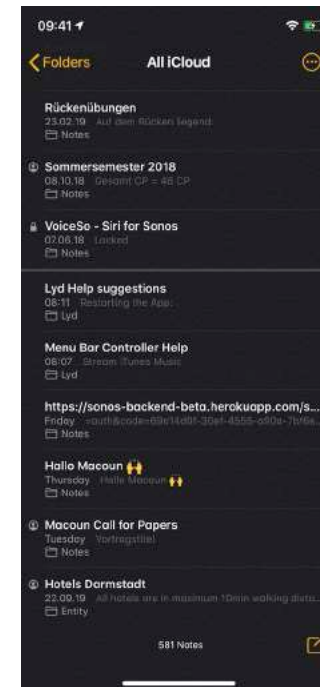 09:41
Folders
All iCloud
Rückenübungen
23.02.19 Auf dem Rücken liegend:
Notes
Sommersemester 2018
08.10.18 Gesamt CP = 48 CP
Notes
VoiceSo - Siri for Sonos
07.06.18 Locked
Notes
Lyd Help suggestions
08:11 Restarting the App:
Lyd
Menu Bar Controller Help
08:07 Stream iTunes Music
Lyd
https://sonos-backend-beta.herokuapp.com/s...
Friday
Notes
Hallo Macoun 🙌
Thursday Hallo Macoun 🙌
Notes
Macoun Call for Papers
Tuesday Vortragstitel
Notes
Hotels Darmstadt
22.09.19 All hotels are in maximum 10min walking dista...
Entity
581 Notes